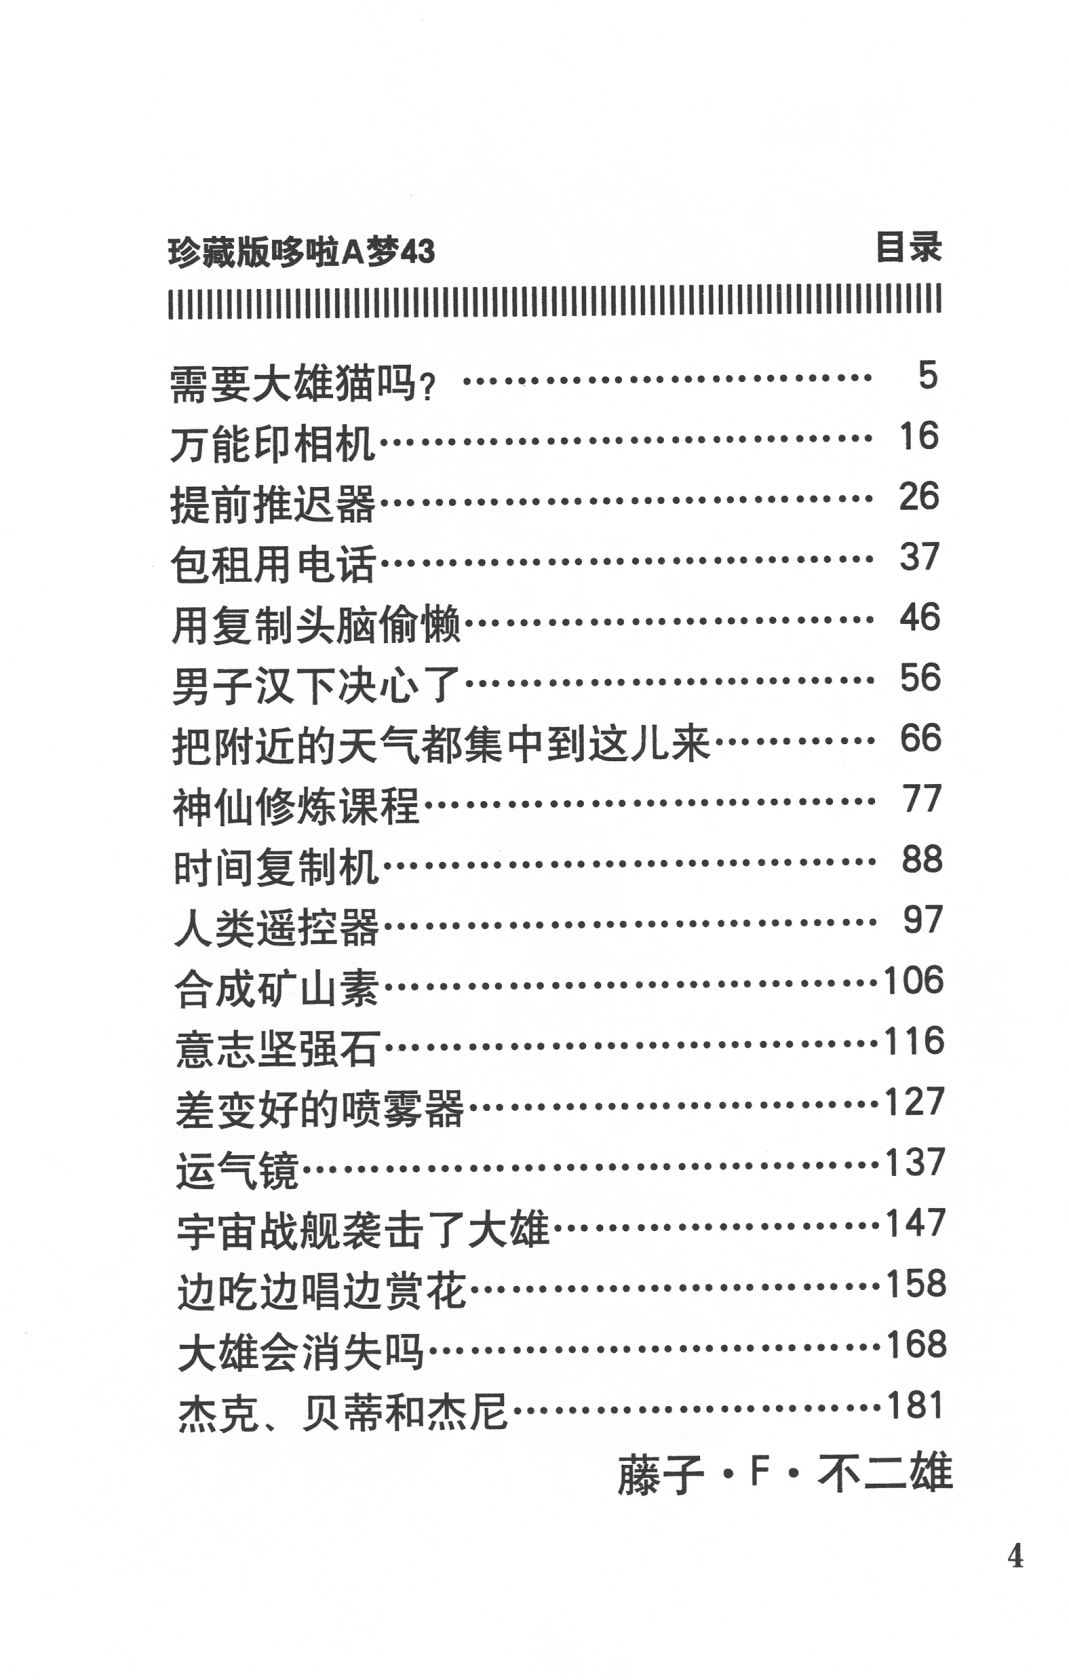 珍藏版哆啦A梦43 目录
需要大雄猫吗? ……………………………… 5
万能印相机……………………………… 16
提前推迟器……………………………… 26
包租用电话……………………………… 37
用复制头脑偷懒………………………… 46
男子汉下决心了………………………… 56
把附近的天气都集中到这儿来………… 66
神仙修炼课程…………………………… 77
时间复制机……………………………… 88
人类遥控器……………………………… 97
合成矿山素………………………………106
意志坚强石………………………………116
差变好的喷雾器…………………………127
运气镜……………………………………137
宇宙战舰袭击了大雄……………………147
边吃边唱边赏花…………………………158
大雄会消失吗……………………………168
杰克、贝蒂和杰尼………………………181
藤子·F·不二雄
4